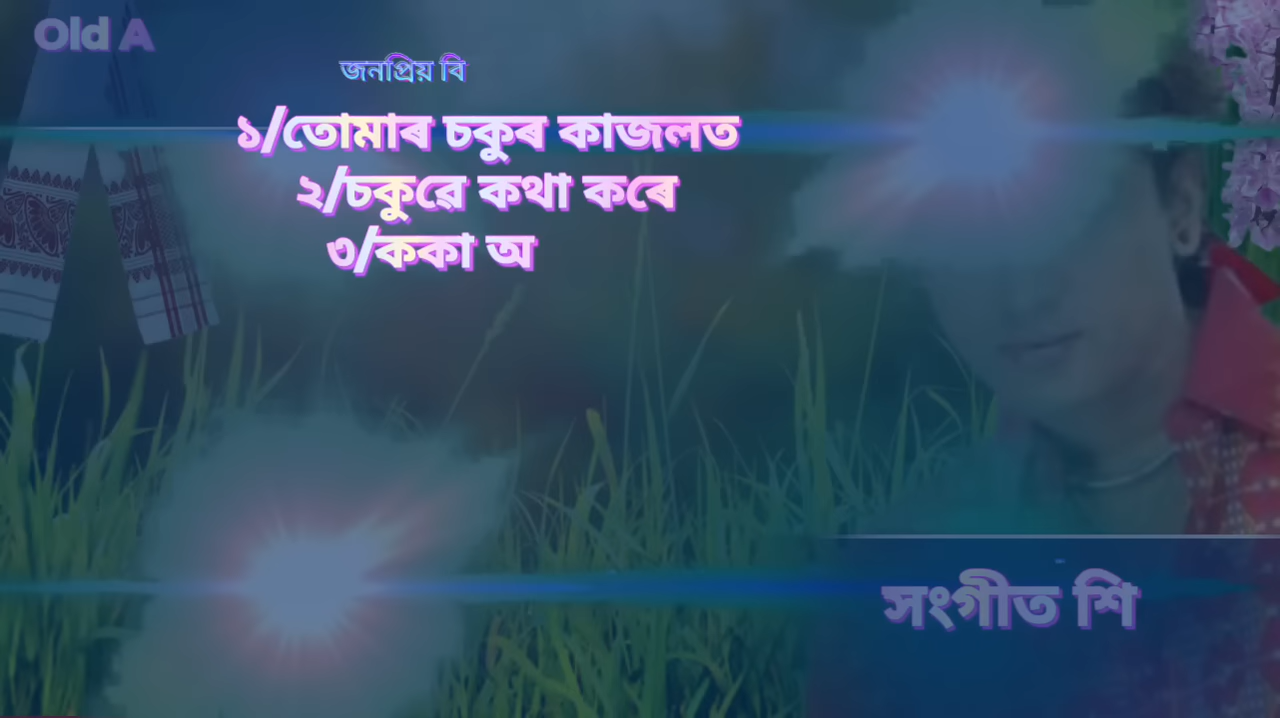 Old A
জনপ্ৰিয় বি
১/তোমাৰ চকুৰ কাজলত
২/চকুৱে কথা কৰে
৩/ককা অ
সংগীত শি